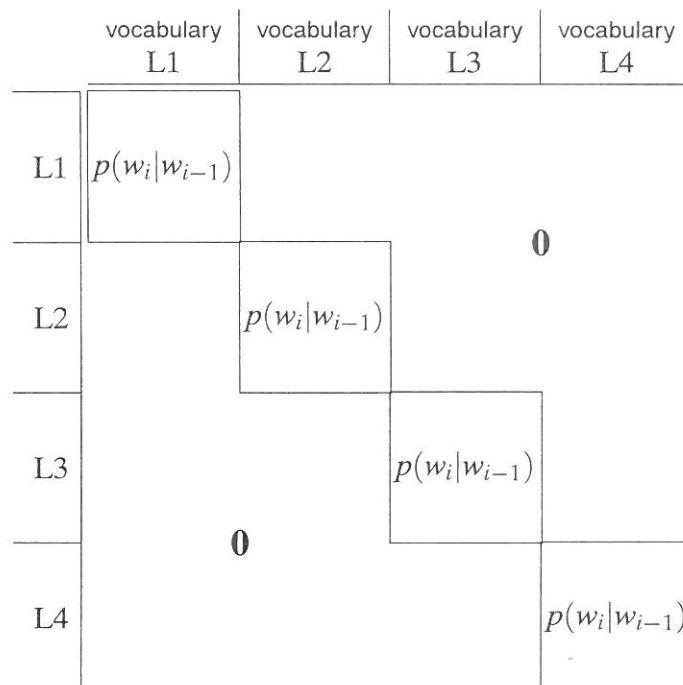 vocabulary vocabulary vocabulary vocabulary
L1 L2 L3 L4
L1 p(w_i|w_{i−1})
0
L2 p(w_i|w_{i−1})
L3 p(w_i|w_{i−1})
0
L4 p(w_i|w_{i−1})